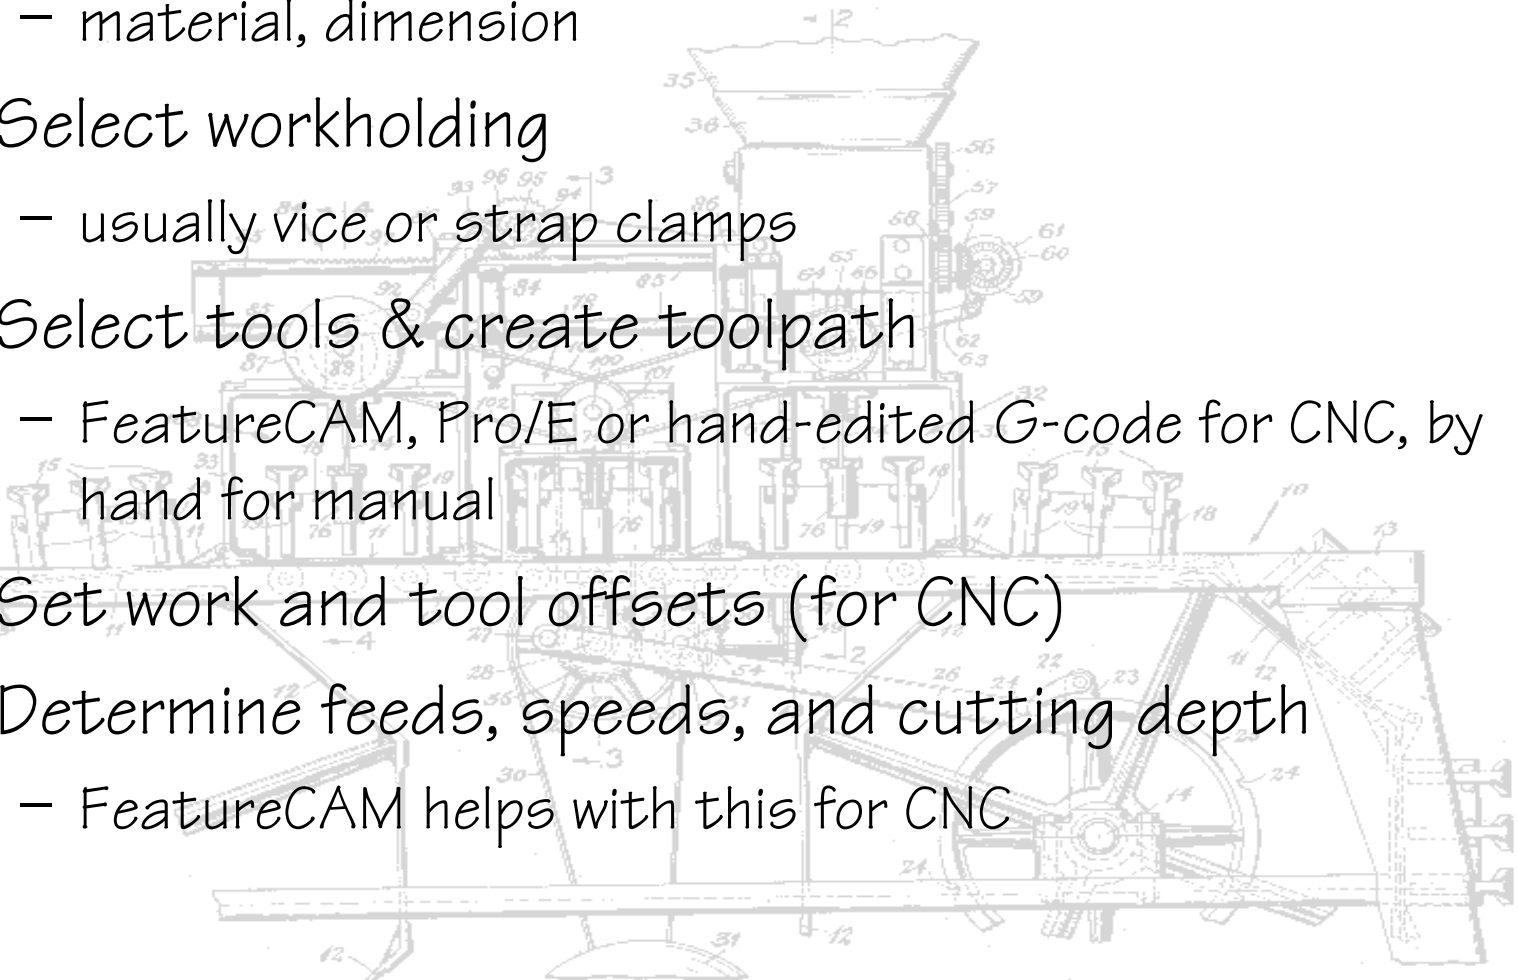 – material, dimension
Select workholding
– usually vice or strap clamps
Select tools & create toolpath
– FeatureCAM, Pro/E or hand-edited G-code for CNC, by
hand for manual
Set work and tool offsets (for CNC)
Determine feeds, speeds, and cutting depth
– FeatureCAM helps with this for CNC